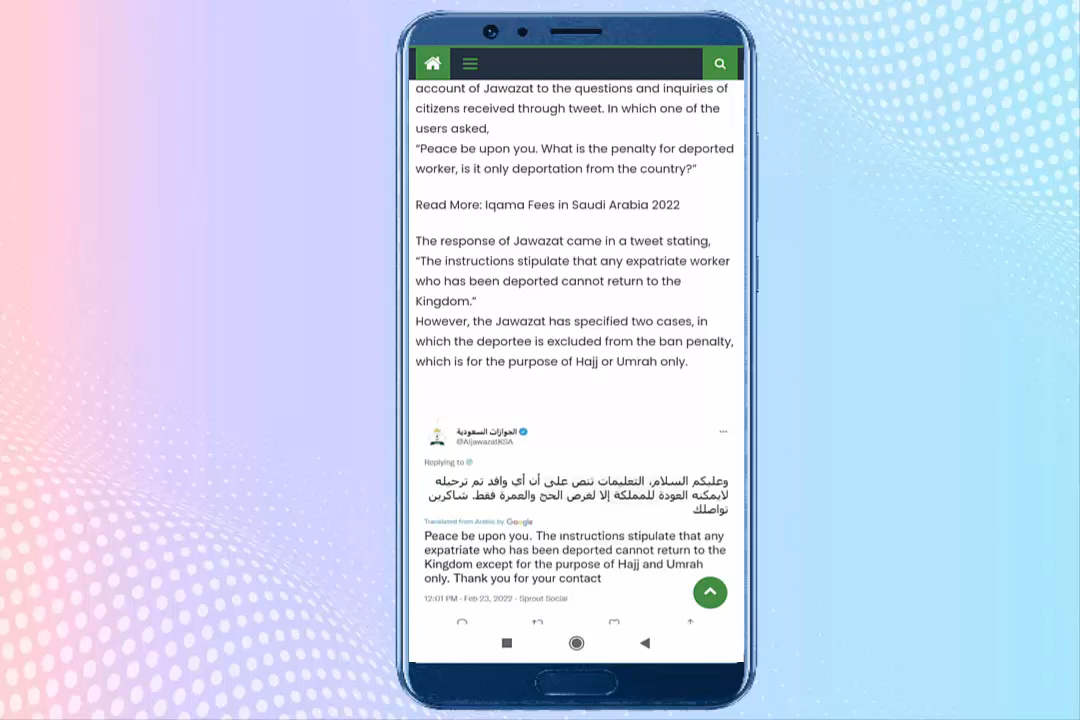 account of Jawazat to the questions and inquiries of
citizens received through tweet. In which one of the
users asked,
“Peace be upon you. What is the penalty for deported
worker, is it only deportation from the country?”
Read More: Iqama Fees in Saudi Arabia 2022
The response of Jawazat came in a tweet stating,
“The instructions stipulate that any expatriate worker
who has been deported cannot return to the
Kingdom.”
However, the Jawazat has specified two cases, in
which the deportee is excluded from the ban penalty,
which is for the purpose of Hajj or Umrah only.
الجوازات السعودية
@AljawazatKSA
Replying to @
وعليكم السلام، التعليمات تنص على أن أي وافد تم ترحيله
لايمكنه العودة للمملكة إلا لغرض الحج والعمرة فقط. شاكرين
تواصلك
Translated from Arabic by Google
Peace be upon you. The instructions stipulate that any
expatriate who has been deported cannot return to the
Kingdom except for the purpose of Hajj and Umrah
only. Thank you for your contact
12:01 PM - Feb 23, 2022 - Sprout Social